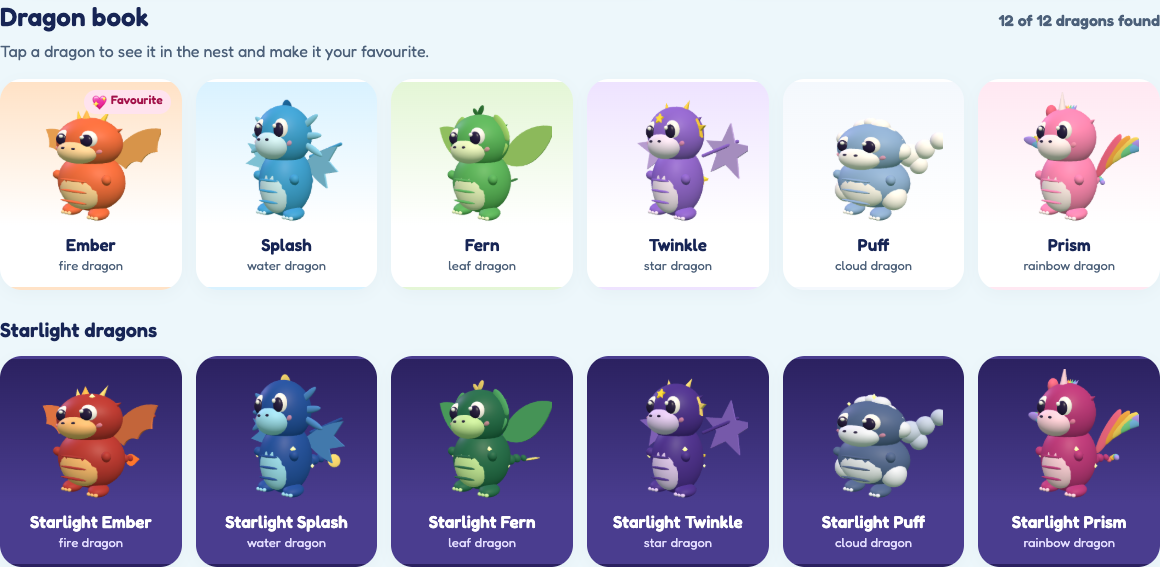 Dragon book
12 of 12 dragons found
Tap a dragon to see it in the nest and make it your favourite.
Favourite
Ember
fire dragon
Splash
water dragon
Fern
leaf dragon
Twinkle
star dragon
Puff
cloud dragon
Prism
rainbow dragon
Starlight dragons
Starlight Ember
fire dragon
Starlight Splash
water dragon
Starlight Fern
leaf dragon
Starlight Twinkle
star dragon
Starlight Puff
cloud dragon
Starlight Prism
rainbow dragon